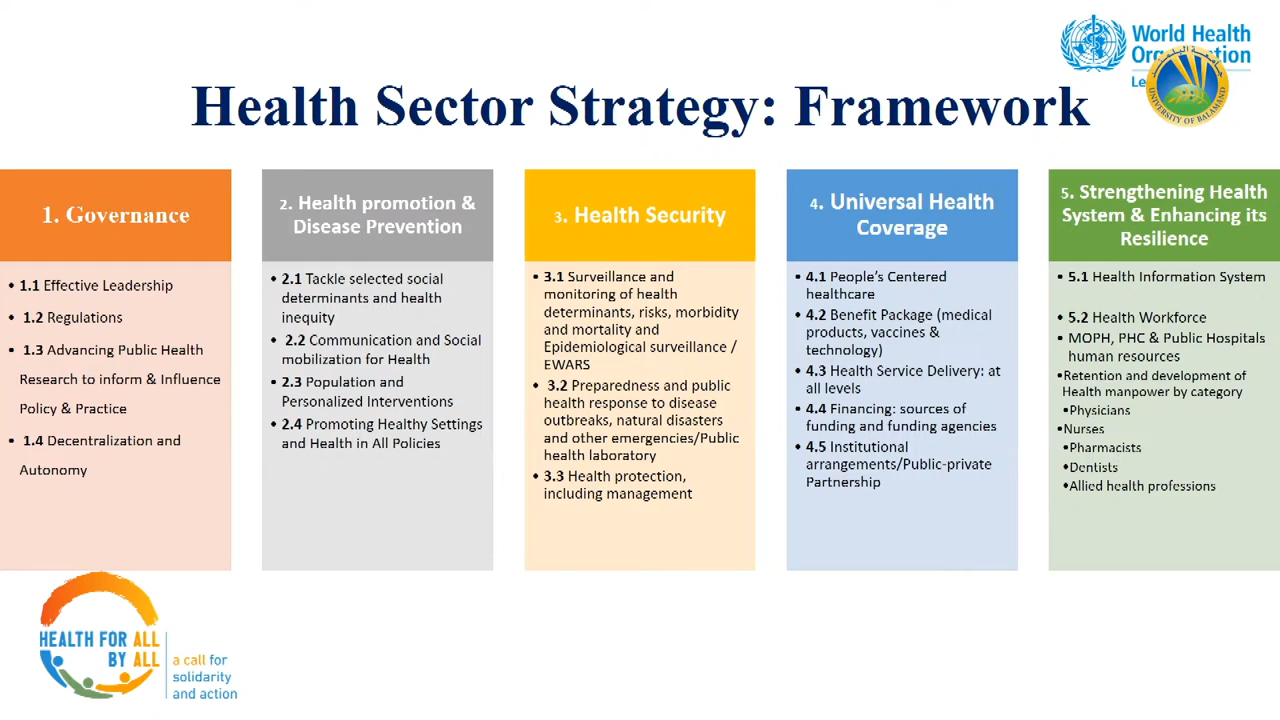 World Health
Organization
UNIVERSITY OF BALAMAND
Health Sector Strategy: Framework
1. Governance
• 1.1 Effective Leadership
• 1.2 Regulations
• 1.3 Advancing Public Health
Research to inform & Influence
Policy & Practice
• 1.4 Decentralization and
Autonomy
2. Health promotion &
Disease Prevention
• 2.1 Tackle selected social
determinants and health
inequity
• 2.2 Communication and Social
mobilization for Health
• 2.3 Population and
Personalized Interventions
• 2.4 Promoting Healthy Settings
and Health in All Policies
3. Health Security
• 3.1 Surveillance and
monitoring of health
determinants, risks, morbidity
and mortality and
Epidemiological surveillance /
EWARS
• 3.2 Preparedness and public
health response to disease
outbreaks, natural disasters
and other emergencies/Public
health laboratory
• 3.3 Health protection,
including management
4. Universal Health
Coverage
• 4.1 People's Centered
healthcare
• 4.2 Benefit Package (medical
products, vaccines &
technology)
• 4.3 Health Service Delivery: at
all levels
• 4.4 Financing: sources of
funding and funding agencies
• 4.5 Institutional
arrangements/Public-private
Partnership
5. Strengthening Health
System & Enhancing its
Resilience
• 5.1 Health Information System
• 5.2 Health Workforce
• MOPH, PHC & Public Hospitals
human resources
•Retention and development of
Health manpower by category
•Physicians
•Nurses
•Pharmacists
•Dentists
•Allied health professions
HEALTH FOR ALL
BY ALL
a call for
solidarity
and action